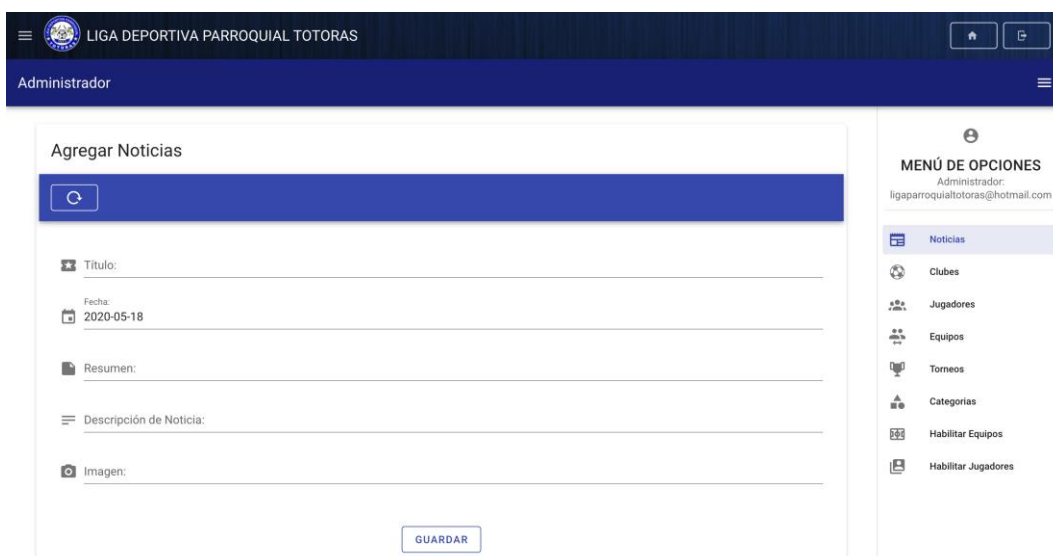 LIGA DEPORTIVA PARROQUIAL TOTORAS
Administrador
Agregar Noticias
Título:
Fecha:
2020-05-18
Resumen:
Descripción de Noticia:
Imagen:
GUARDAR
MENÚ DE OPCIONES
Administrador:
ligaparroquialtotoras@hotmail.com
Noticias
Clubes
Jugadores
Equipos
Torneos
Categorias
Habilitar Equipos
Habilitar Jugadores